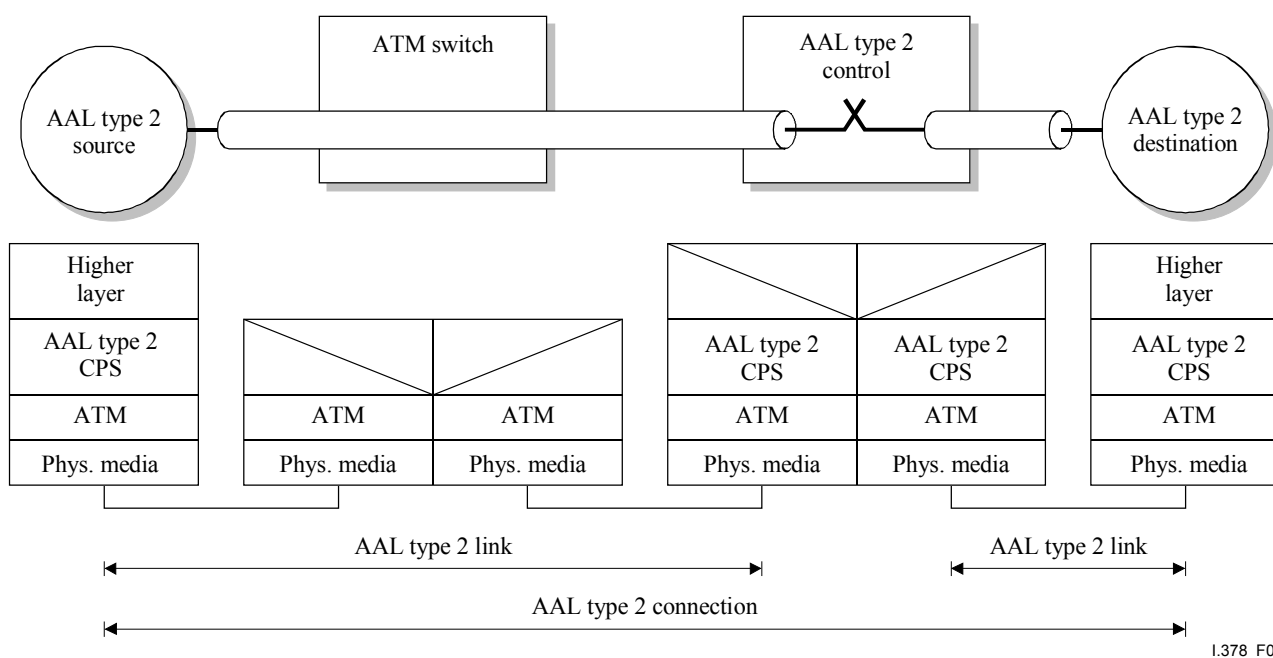 ATM switch
AAL type 2
control
AAL type 2
source
AAL type 2
destination
Higher
layer
Higher
layer
AAL type 2
CPS
AAL type 2
CPS
AAL type 2
CPS
AAL type 2
CPS
ATM
ATM
ATM
ATM
ATM
ATM
Phys. media
Phys. media
Phys. media
Phys. media
Phys. media
Phys. media
AAL type 2 link
AAL type 2 link
AAL type 2 connection
I.378_F0